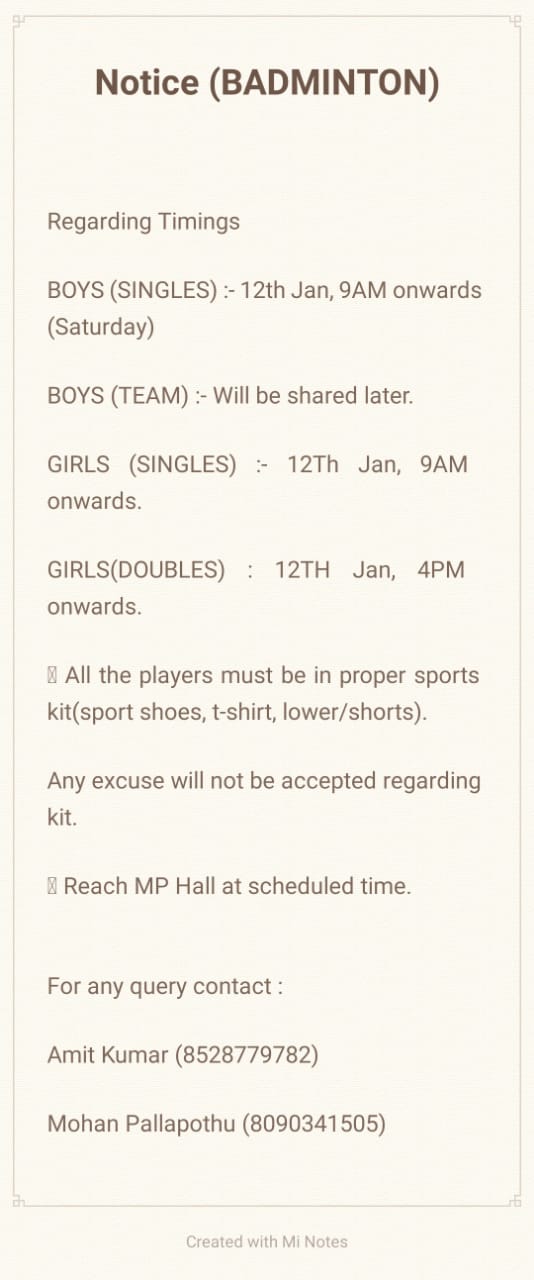 Notice (BADMINTON)
Regarding Timings
BOYS (SINGLES) :- 12th Jan, 9AM onwards
(Saturday)
BOYS (TEAM) :- Will be shared later.
GIRLS (SINGLES) :- 12Th Jan, 9AM
onwards.
GIRLS(DOUBLES) : 12TH Jan, 4PM
onwards.
All the players must be in proper sports
kit(sport shoes, t-shirt, lower/shorts).
Any excuse will not be accepted regarding
kit.
Reach MP Hall at scheduled time.
For any query contact :
Amit Kumar (8528779782)
Mohan Pallapothu (8090341505)
Created with Mi Notes